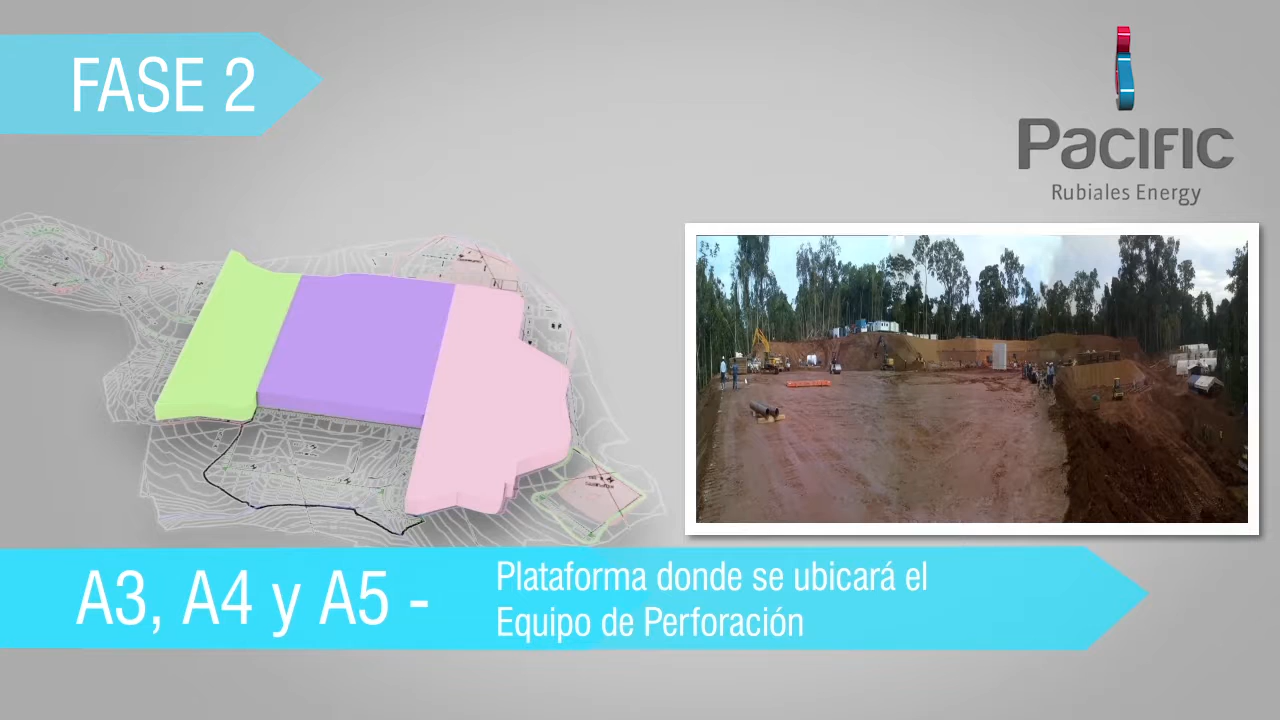 FASE 2
Pacific
Rubiales Energy
A3, A4 y A5 -
Plataforma donde se ubicará el
Equipo de Perforación